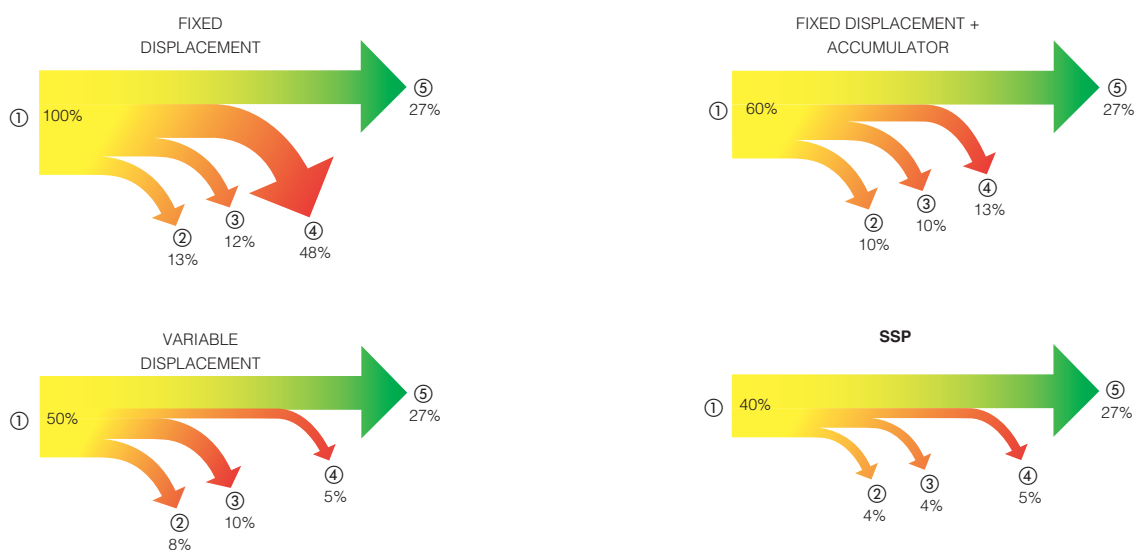 FIXED
DISPLACEMENT
① 100%
② 13%
③ 12%
④ 48%
⑤ 27%
FIXED DISPLACEMENT +
ACCUMULATOR
① 60%
② 10%
③ 10%
④ 13%
⑤ 27%
VARIABLE
DISPLACEMENT
① 50%
② 8%
③ 10%
④ 5%
⑤ 27%
SSP
① 40%
② 4%
③ 4%
④ 5%
⑤ 27%